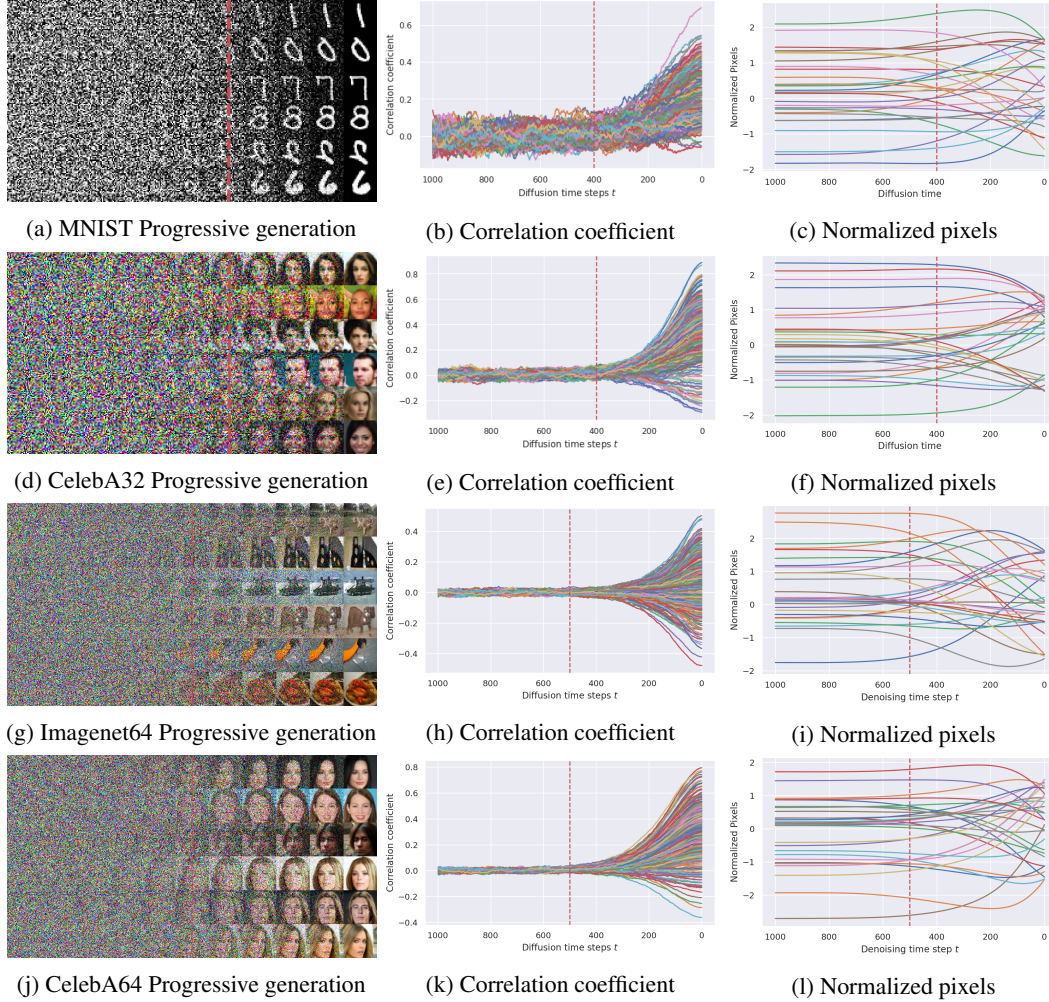 0.6
0.4
0.2
0.0
Correlation coefficient
1000 800 600 400 200 0
Diffusion time steps t
2
1
0
−1
−2
Normalized Pixels
1000 800 600 400 200 0
Diffusion time
(a) MNIST Progressive generation
(b) Correlation coefficient
(c) Normalized pixels
0.8
0.6
0.4
0.2
0.0
−0.2
Correlation coefficient
1000 800 600 400 200 0
Diffusion time steps t
2
1
0
−1
−2
Normalized Pixels
1000 800 600 400 200 0
Diffusion time
(d) CelebA32 Progressive generation
(e) Correlation coefficient
(f) Normalized pixels
0.4
0.2
0.0
−0.2
−0.4
Correlation coefficient
1000 800 600 400 200 0
Diffusion time steps t
2
1
0
−1
−2
Normalized Pixels
1000 800 600 400 200 0
Denoising time step t
(g) Imagenet64 Progressive generation
(h) Correlation coefficient
(i) Normalized pixels
0.8
0.6
0.4
0.2
0.0
−0.2
−0.4
Correlation coefficient
1000 800 600 400 200 0
Diffusion time steps t
2
1
0
−1
−2
Normalized Pixels
1000 800 600 400 200 0
Denoising time step t
(j) CelebA64 Progressive generation
(k) Correlation coefficient
(l) Normalized pixels